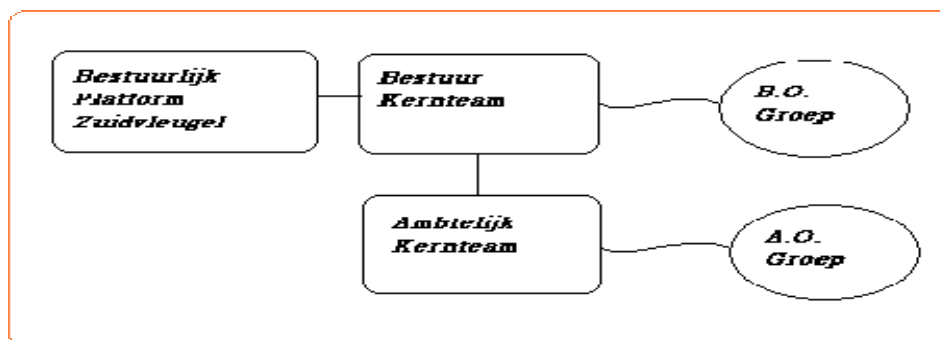 Bestuurlijk
Platform
Zuidvleugel
Bestuur
Kernteam
B.O.
Groep
Ambtelijk
Kernteam
A.O.
Groep